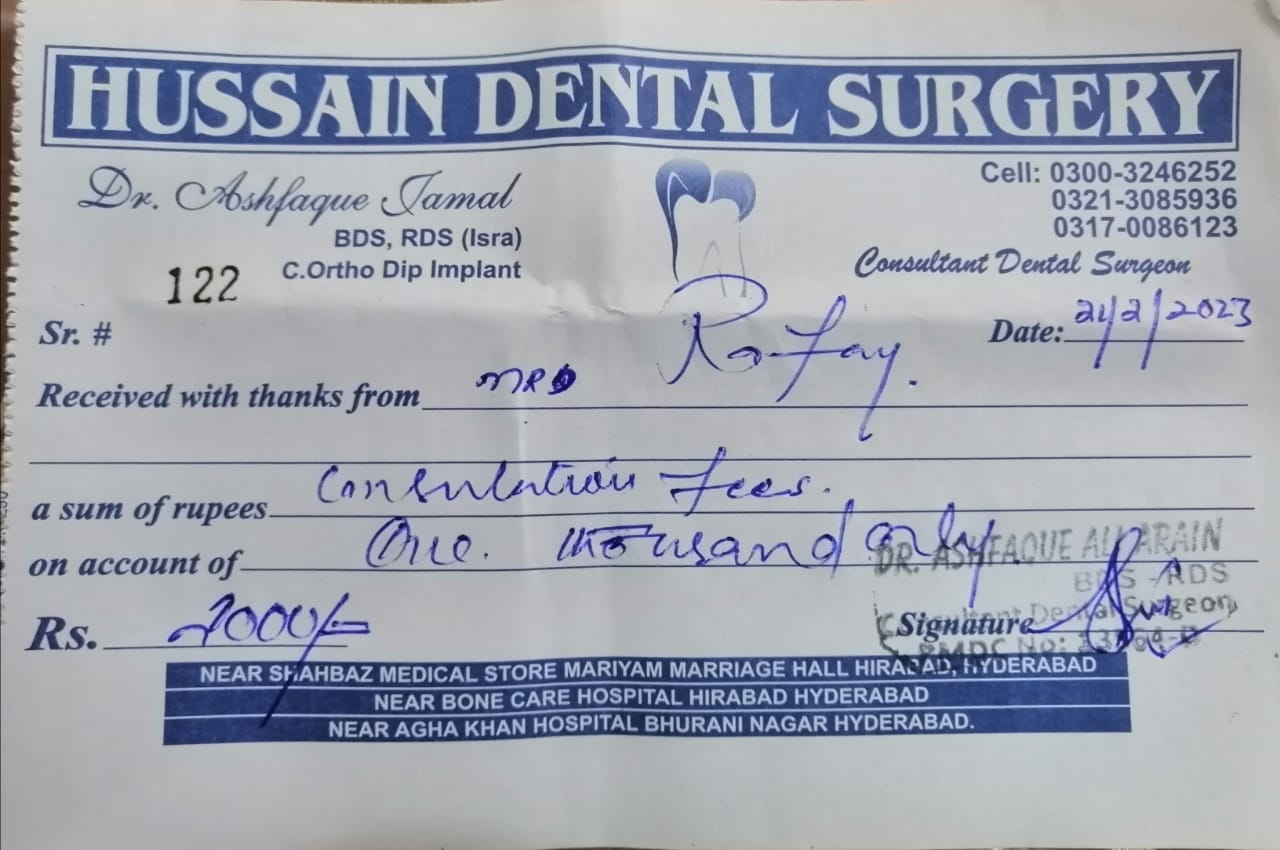 HUSSAIN DENTAL SURGERY
Dr. Ashfaque Jamal
BDS, RDS (Isra)
C.Ortho Dip Implant
Cell: 0300-3246252
0321-3085936
0317-0086123
Consultant Dental Surgeon
122
Sr. #
Date: 21/2/2023
Received with thanks from Rafay.
a sum of rupees Consultation fees.
on account of One thousand only.
DR. ASHFAQUE ALI ARAIN
BDS - RDS
Consultant Dental Surgeon
PMDC No:
Rs. 1000/-
Signature
NEAR SHAHBAZ MEDICAL STORE MARIYAM MARRIAGE HALL HIRABAD, HYDERABAD
NEAR BONE CARE HOSPITAL HIRABAD HYDERABAD
NEAR AGHA KHAN HOSPITAL BHURANI NAGAR HYDERABAD.